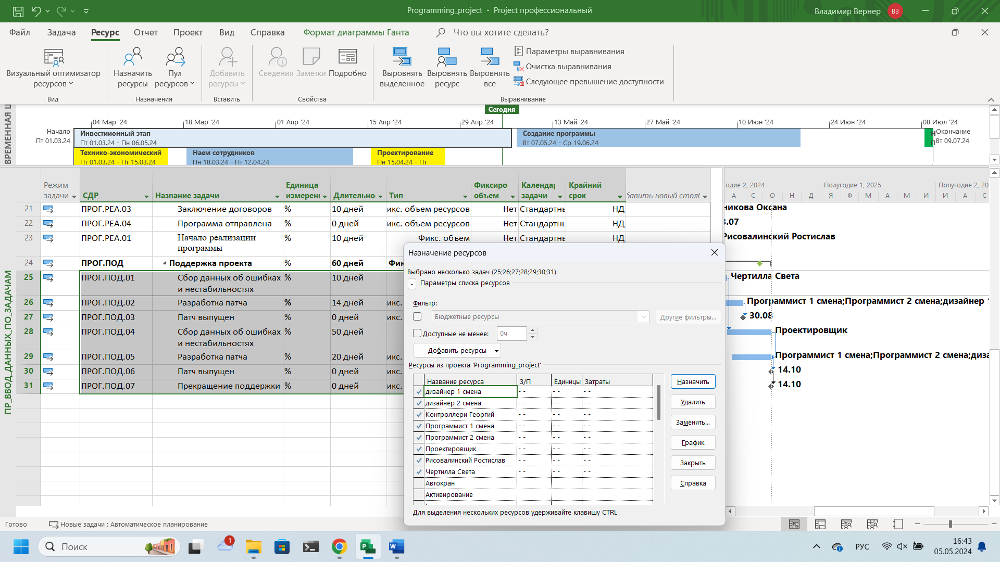 Programming_project - Project профессиональный
Владимир Вернер
ВВ
Файл Задача Ресурс Отчет Проект Вид Справка Формат диаграммы Ганта Что вы хотите сделать?
Визуальный оптимизатор ресурсов
Назначить ресурсы
Пул ресурсов
Добавить ресурсы
Сведения Заметки Подробно
Выровнять выделенное
Выровнять ресурс
Выровнять все
Параметры выравнивания
Очистка выравнивания
Следующее превышение доступности
Вид Назначения Вставить Свойства Выравнивание
ВРЕМЕННАЯ
Сегодня
04 Мар '24 18 Мар '24 01 Апр '24 15 Апр '24 29 Апр '24 13 Май '24 27 Май '24 10 Июн '24 24 Июн '24 08 Июл '24
Начало
Пт 01.03.24
Инвестиионный этап
Пт 01.03.24 - Пн 06.05.24
Создание программы
Вт 07.05.24 - Ср 19.06.24
Окончание
Вт 09.07.24
Технико-экономический
Пт 01.03.24 - Пт 15.03.24
Наем сотрудников
Пн 18.03.24 - Пт 12.04.24
Проектирование
Пн 15.04.24 - Пт
ПР_ВВОД_ДАННЫХ_ПО_ЗАДАЧАМ
Режим задачи
СДР
Название задачи
Единица измерен
Длительно
Тип
Фиксиро объем
Календар задачи
Крайний срок
бавить новый столб
годие 2, 2024 Полугодие 1, 2025 Полугодие 2, 20
А С О Н Д Я Ф М А М И И А С
21 ПРОГ.РЕА.03 Заключение договоров % 10 дней икс. объем ресурсов Нет Стандартнь НД
22 ПРОГ.РЕА.04 Программа отправлена % 0 дней икс. объем ресурсов Нет Стандартнь НД
23 ПРОГ.РЕА.01 Начало реализации программы % 10 дней Фикс. объем Нет Стандартнь НД
24 ПРОГ.ПОД Поддержка проекта % 60 дней Фи
25 ПРОГ.ПОД.01 Сбор данных об ошибках и нестабильностях % 10 дней
26 ПРОГ.ПОД.02 Разработка патча % 14 дней икс.
27 ПРОГ.ПОД.03 Патч выпущен % 0 дней икс.
28 ПРОГ.ПОД.04 Сбор данных об ошибках и нестабильностях % 50 дней
29 ПРОГ.ПОД.05 Разработка патча % 20 дней икс.
30 ПРОГ.ПОД.06 Патч выпущен % 0 дней икс.
31 ПРОГ.ПОД.07 Прекращение поддержки % 0 дней икс.
никова Оксана
3.07
Рисовалинский Ростислав
Чертилла Света
Программист 1 смена;Программист 2 смена;дизайнер
30.08
Проектировщик
Программист 1 смена;Программист 2 смена;диза
14.10
14.10
Назначение ресурсов
Выбрано несколько задач (25;26;27;28;29;30;31)
- Параметры списка ресурсов
Фильтр:
Бюджетные ресурсы
Другие фильтры...
Доступные не менее: 0ч
Добавить ресурсы
Ресурсы из проекта 'Programming_project'
Название ресурса З/П Единицы Затраты
дизайнер 1 смена - - - - - -
дизайнер 2 смена - - - - - -
Контроллери Георгий - - - - - -
Программист 1 смена - - - - - -
Программист 2 смена - - - - - -
Проектировщик - - - - - -
Рисовалинский Ростислав - - - - - -
Чертилла Света - - - - - -
Автокран
Активирование
Назначить
Удалить
Заменить...
График
Закрыть
Справка
Для выделения нескольких ресурсов удерживайте клавишу CTRL
Готово
Новые задачи : Автоматическое планирование
Поиск
1
РУС
16:43
05.05.2024